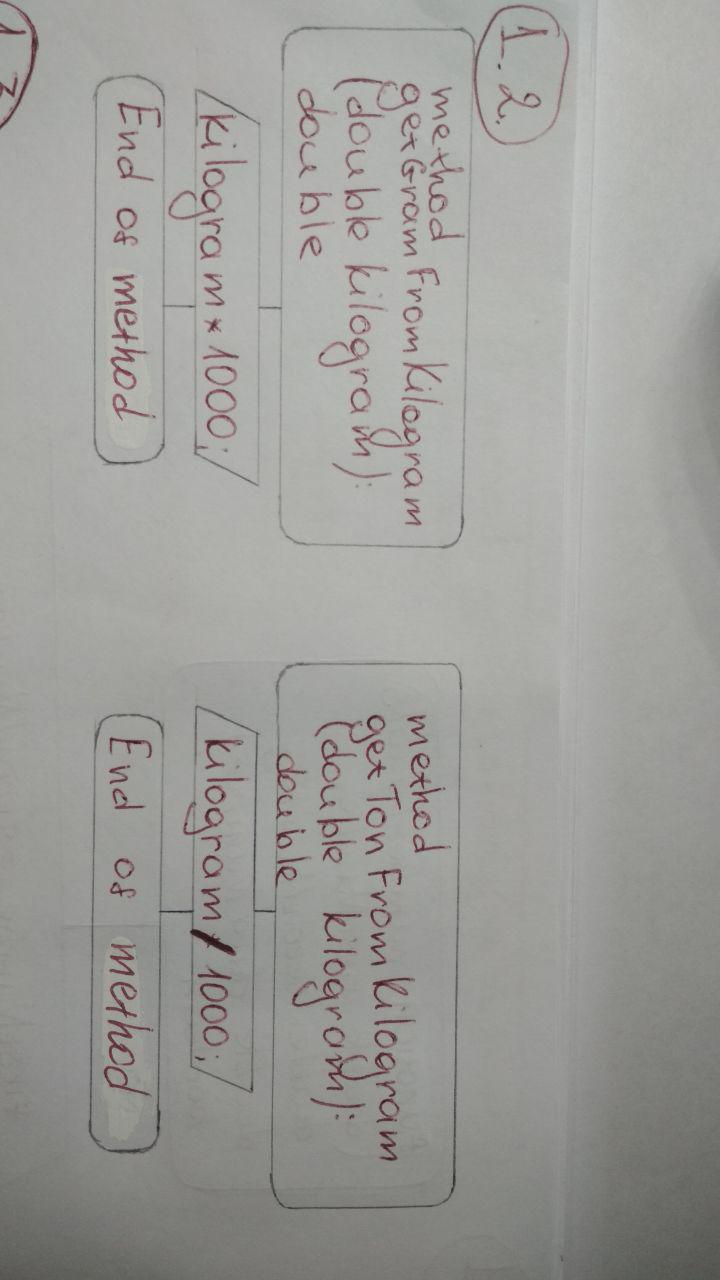 1.2.
method
getGramFromKilogram
(double kilogram):
double
kilogram * 1000;
End of method
method
getTonFromKilogram
(double kilogram):
double
kilogram / 1000;
End of method
1.3